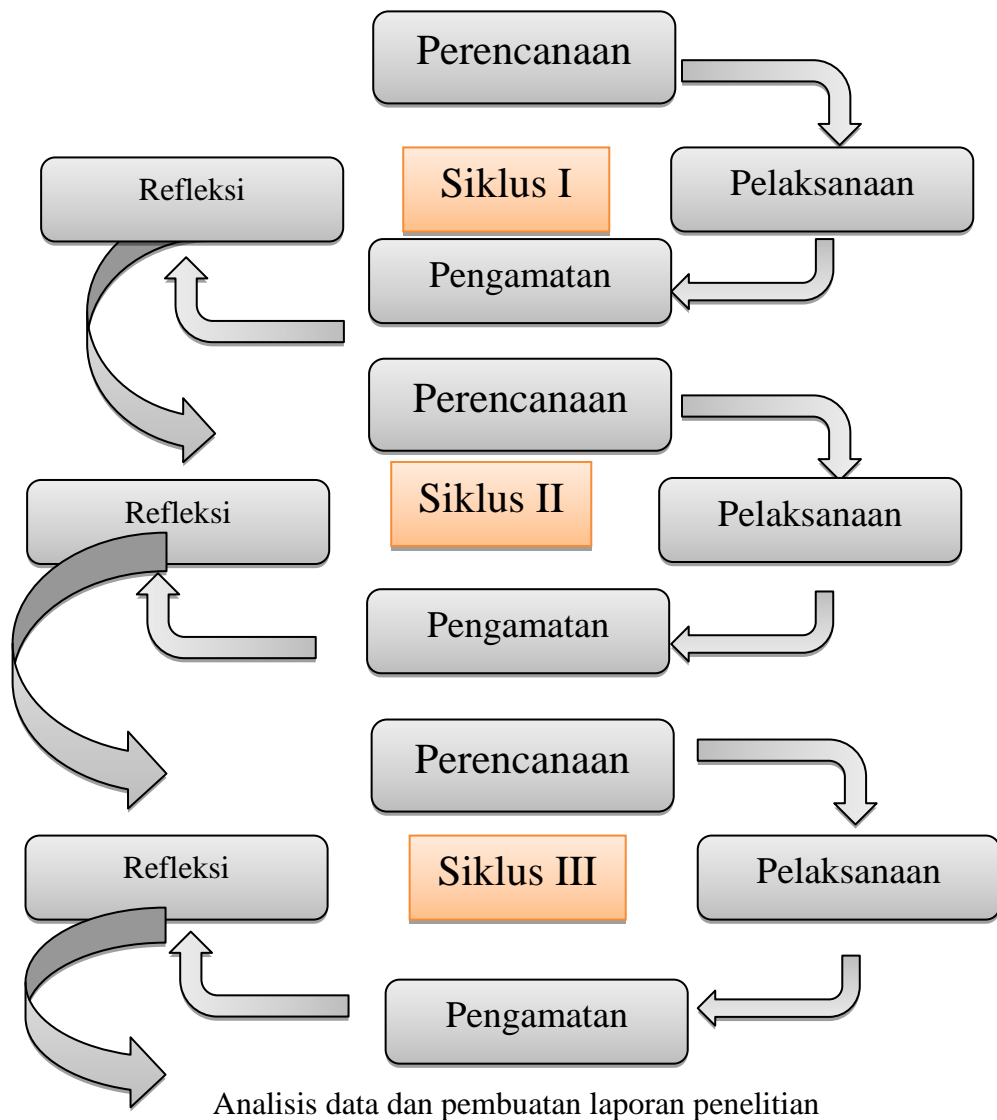 Perencanaan
Siklus I
Pelaksanaan
Refleksi
Pengamatan
Perencanaan
Siklus II
Pelaksanaan
Refleksi
Pengamatan
Perencanaan
Siklus III
Pelaksanaan
Refleksi
Pengamatan
Analisis data dan pembuatan laporan penelitian